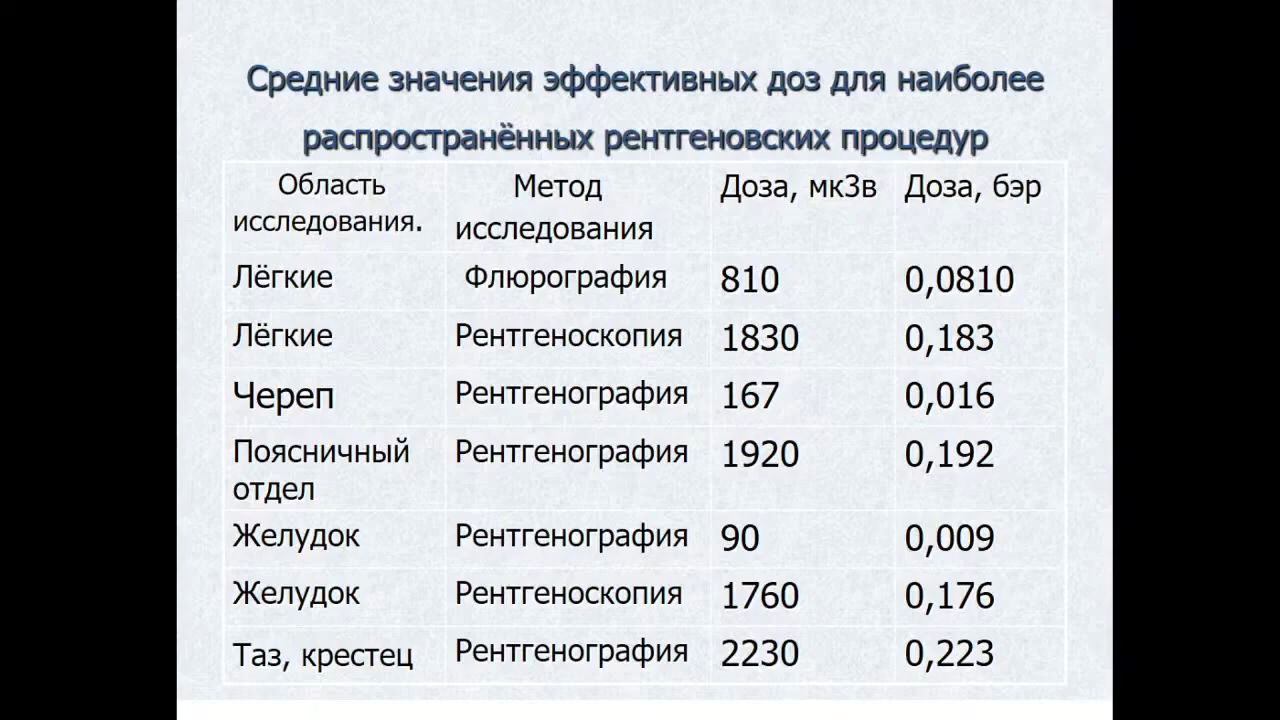 Средние значения эффективных доз для наиболее
распространённых рентгеновских процедур
Область исследования. Метод исследования Доза, мкЗв Доза, бэр
Лёгкие Флюрография 810 0,0810
Лёгкие Рентгеноскопия 1830 0,183
Череп Рентгенография 167 0,016
Поясничный отдел Рентгенография 1920 0,192
Желудок Рентгенография 90 0,009
Желудок Рентгеноскопия 1760 0,176
Таз, крестец Рентгенография 2230 0,223